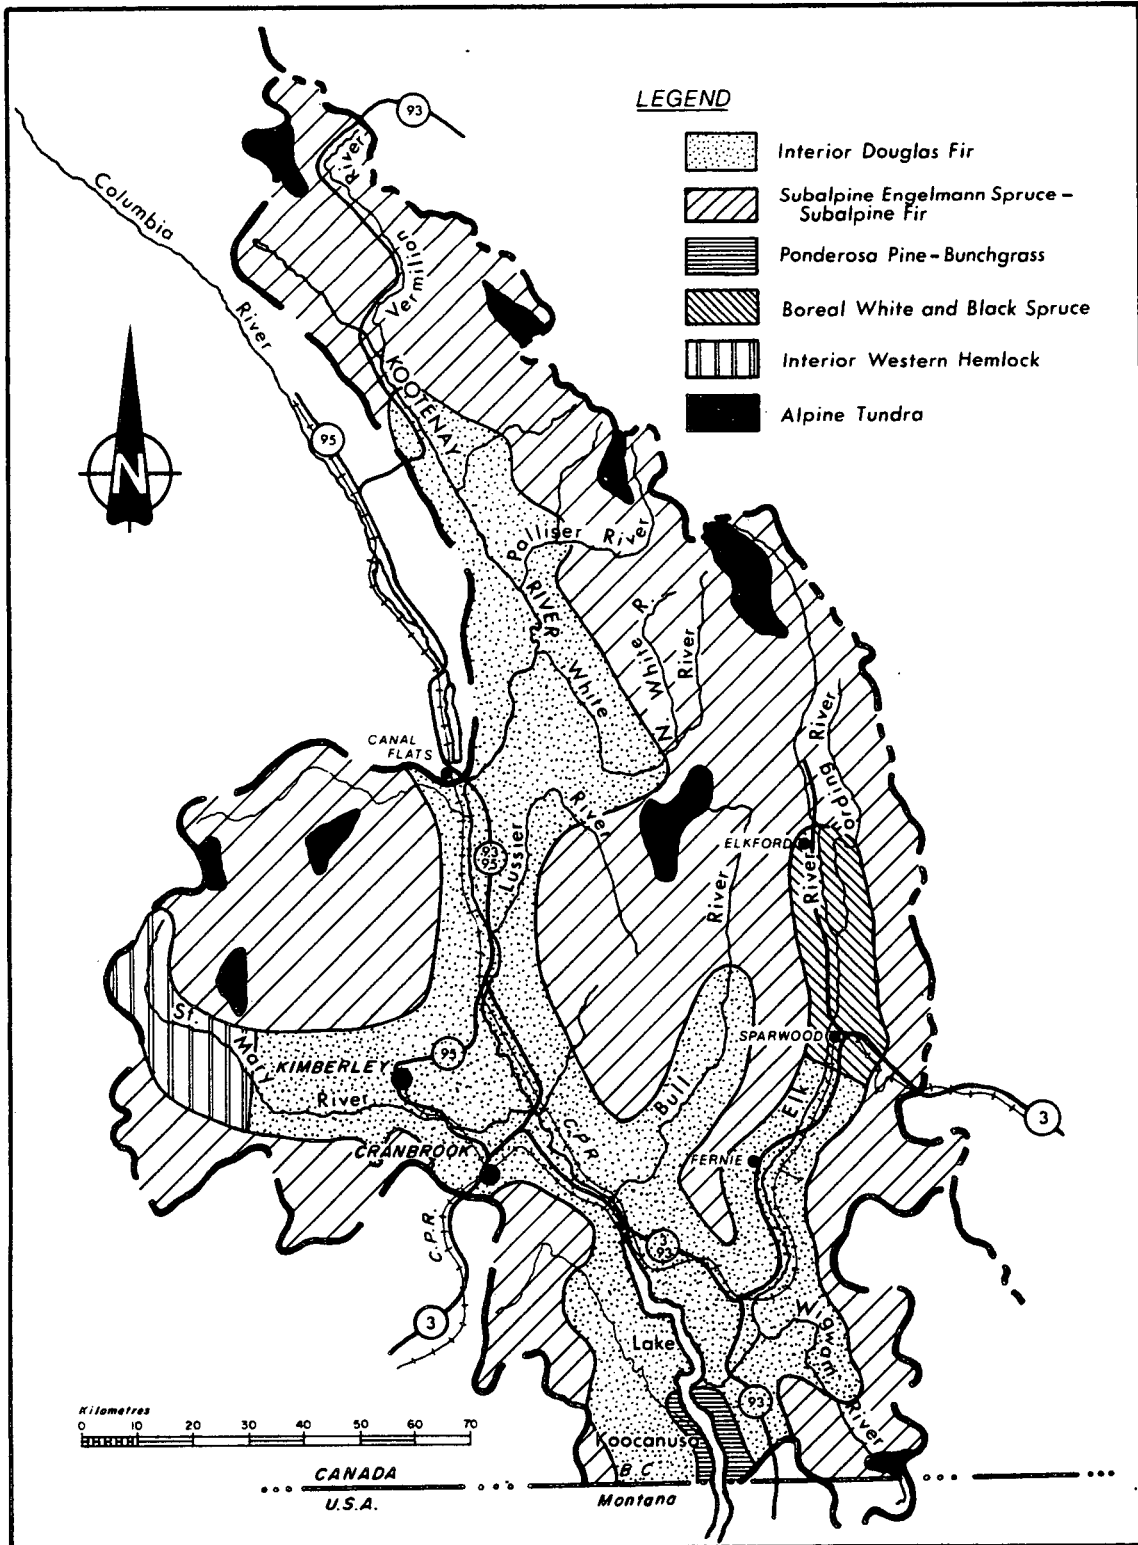 LEGEND
Interior Douglas Fir
Subalpine Engelmann Spruce–
Subalpine Fir
Ponderosa Pine–Bunchgrass
Boreal White and Black Spruce
Interior Western Hemlock
Alpine Tundra
93
Columbia
River
Vermilion
River
N
95
KOOTENAY
RIVER
Palliser River
White
N. White R.
River
CANAL
FLATS
93
95
Lussier
River
Fording
River
ELKFORD
River
River
SPARWOOD
St. Mary
River
KIMBERLEY
95
Bull
Elk
3
CRANBROOK
C.P.R.
FERNIE
C.P.R.
3
93
3
Wigwam
River
Lake
Koocanusa
93
Kilometres
0 10 20 30 40 50 60 70
CANADA
U.S.A.
B C
Montana